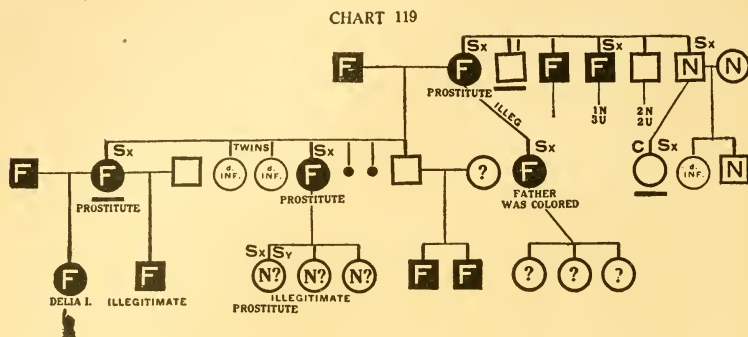 CHART 119
Sx Sx Sx
F F F F N N
PROSTITUTE
1N
3U
2N
2U
ILLEG
Sx TWINS Sx Sx C Sx
F F d. INF. d. INF. F ? F d. INF. N
PROSTITUTE PROSTITUTE
FATHER
WAS COLORED
Sx Sy
F F N? N? N? F F ? ? ?
DELIA I. ILLEGITIMATE ILLEGITIMATE
PROSTITUTE